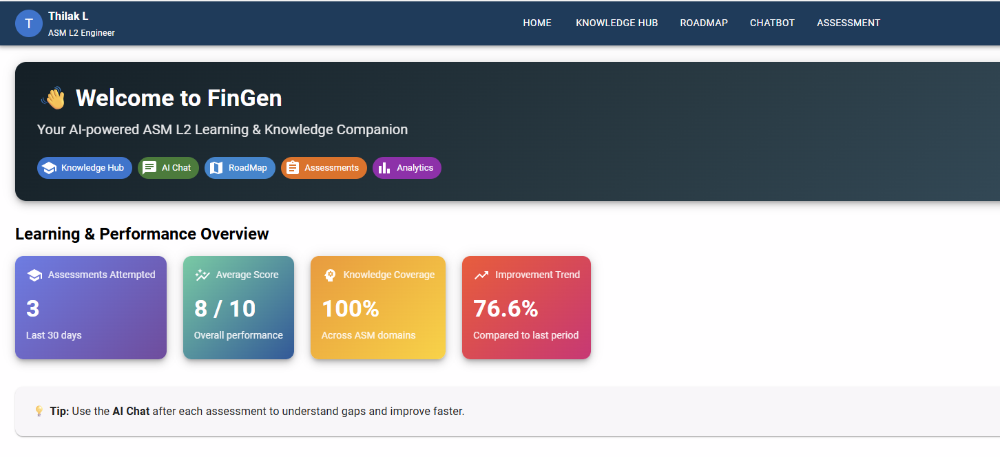 T
Thilak L
ASM L2 Engineer
HOME KNOWLEDGE HUB ROADMAP CHATBOT ASSESSMENT
👋 Welcome to FinGen
Your AI-powered ASM L2 Learning & Knowledge Companion
Knowledge Hub AI Chat RoadMap Assessments Analytics
Learning & Performance Overview
Assessments Attempted
3
Last 30 days
Average Score
8 / 10
Overall performance
Knowledge Coverage
100%
Across ASM domains
Improvement Trend
76.6%
Compared to last period
💡 Tip: Use the AI Chat after each assessment to understand gaps and improve faster.